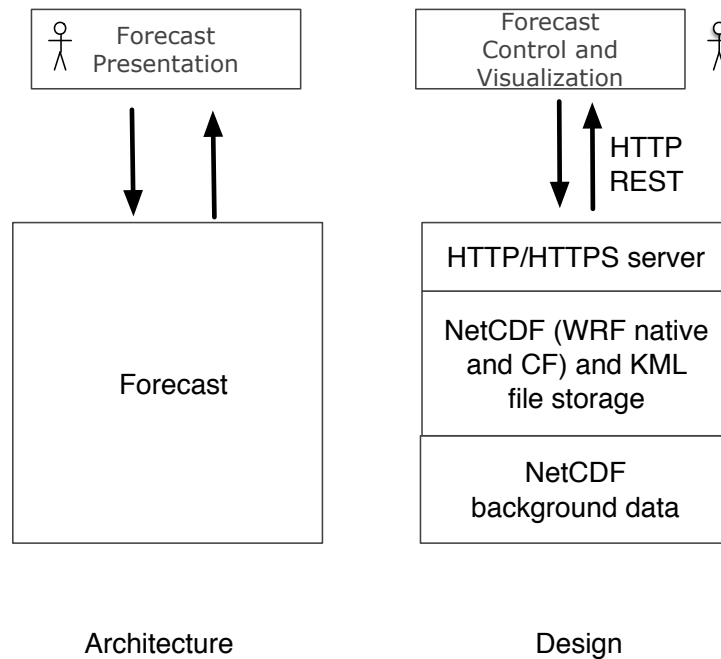 Forecast
Presentation
Forecast
Control and
Visualization
HTTP
REST
Forecast
HTTP/HTTPS server
NetCDF (WRF native
and CF) and KML
file storage
NetCDF
background data
Architecture
Design